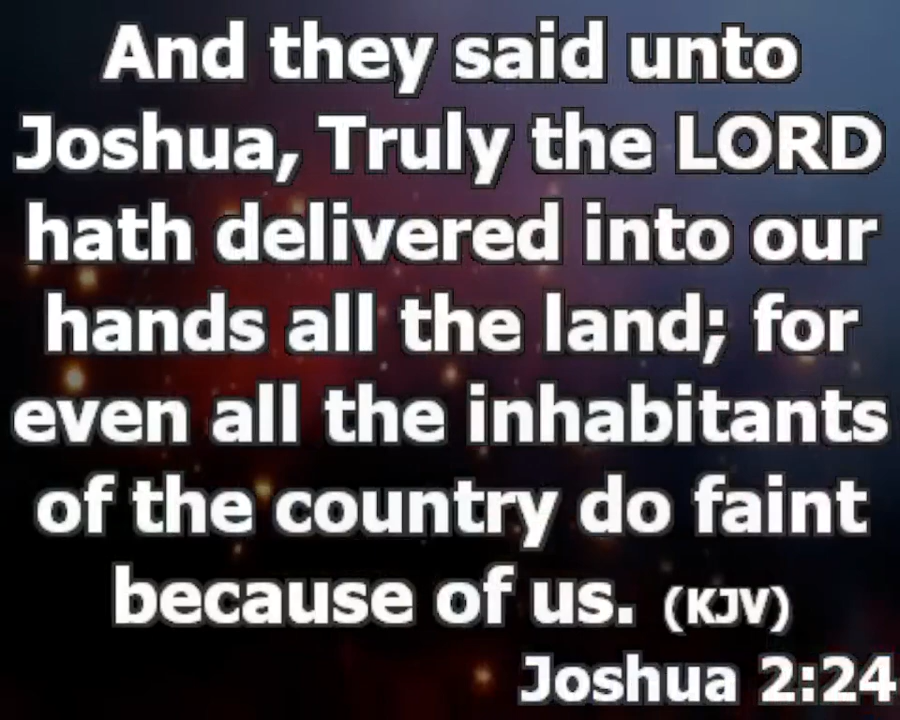 And they said unto
Joshua, Truly the LORD
hath delivered into our
hands all the land; for
even all the inhabitants
of the country do faint
because of us. (KJV)
Joshua 2:24